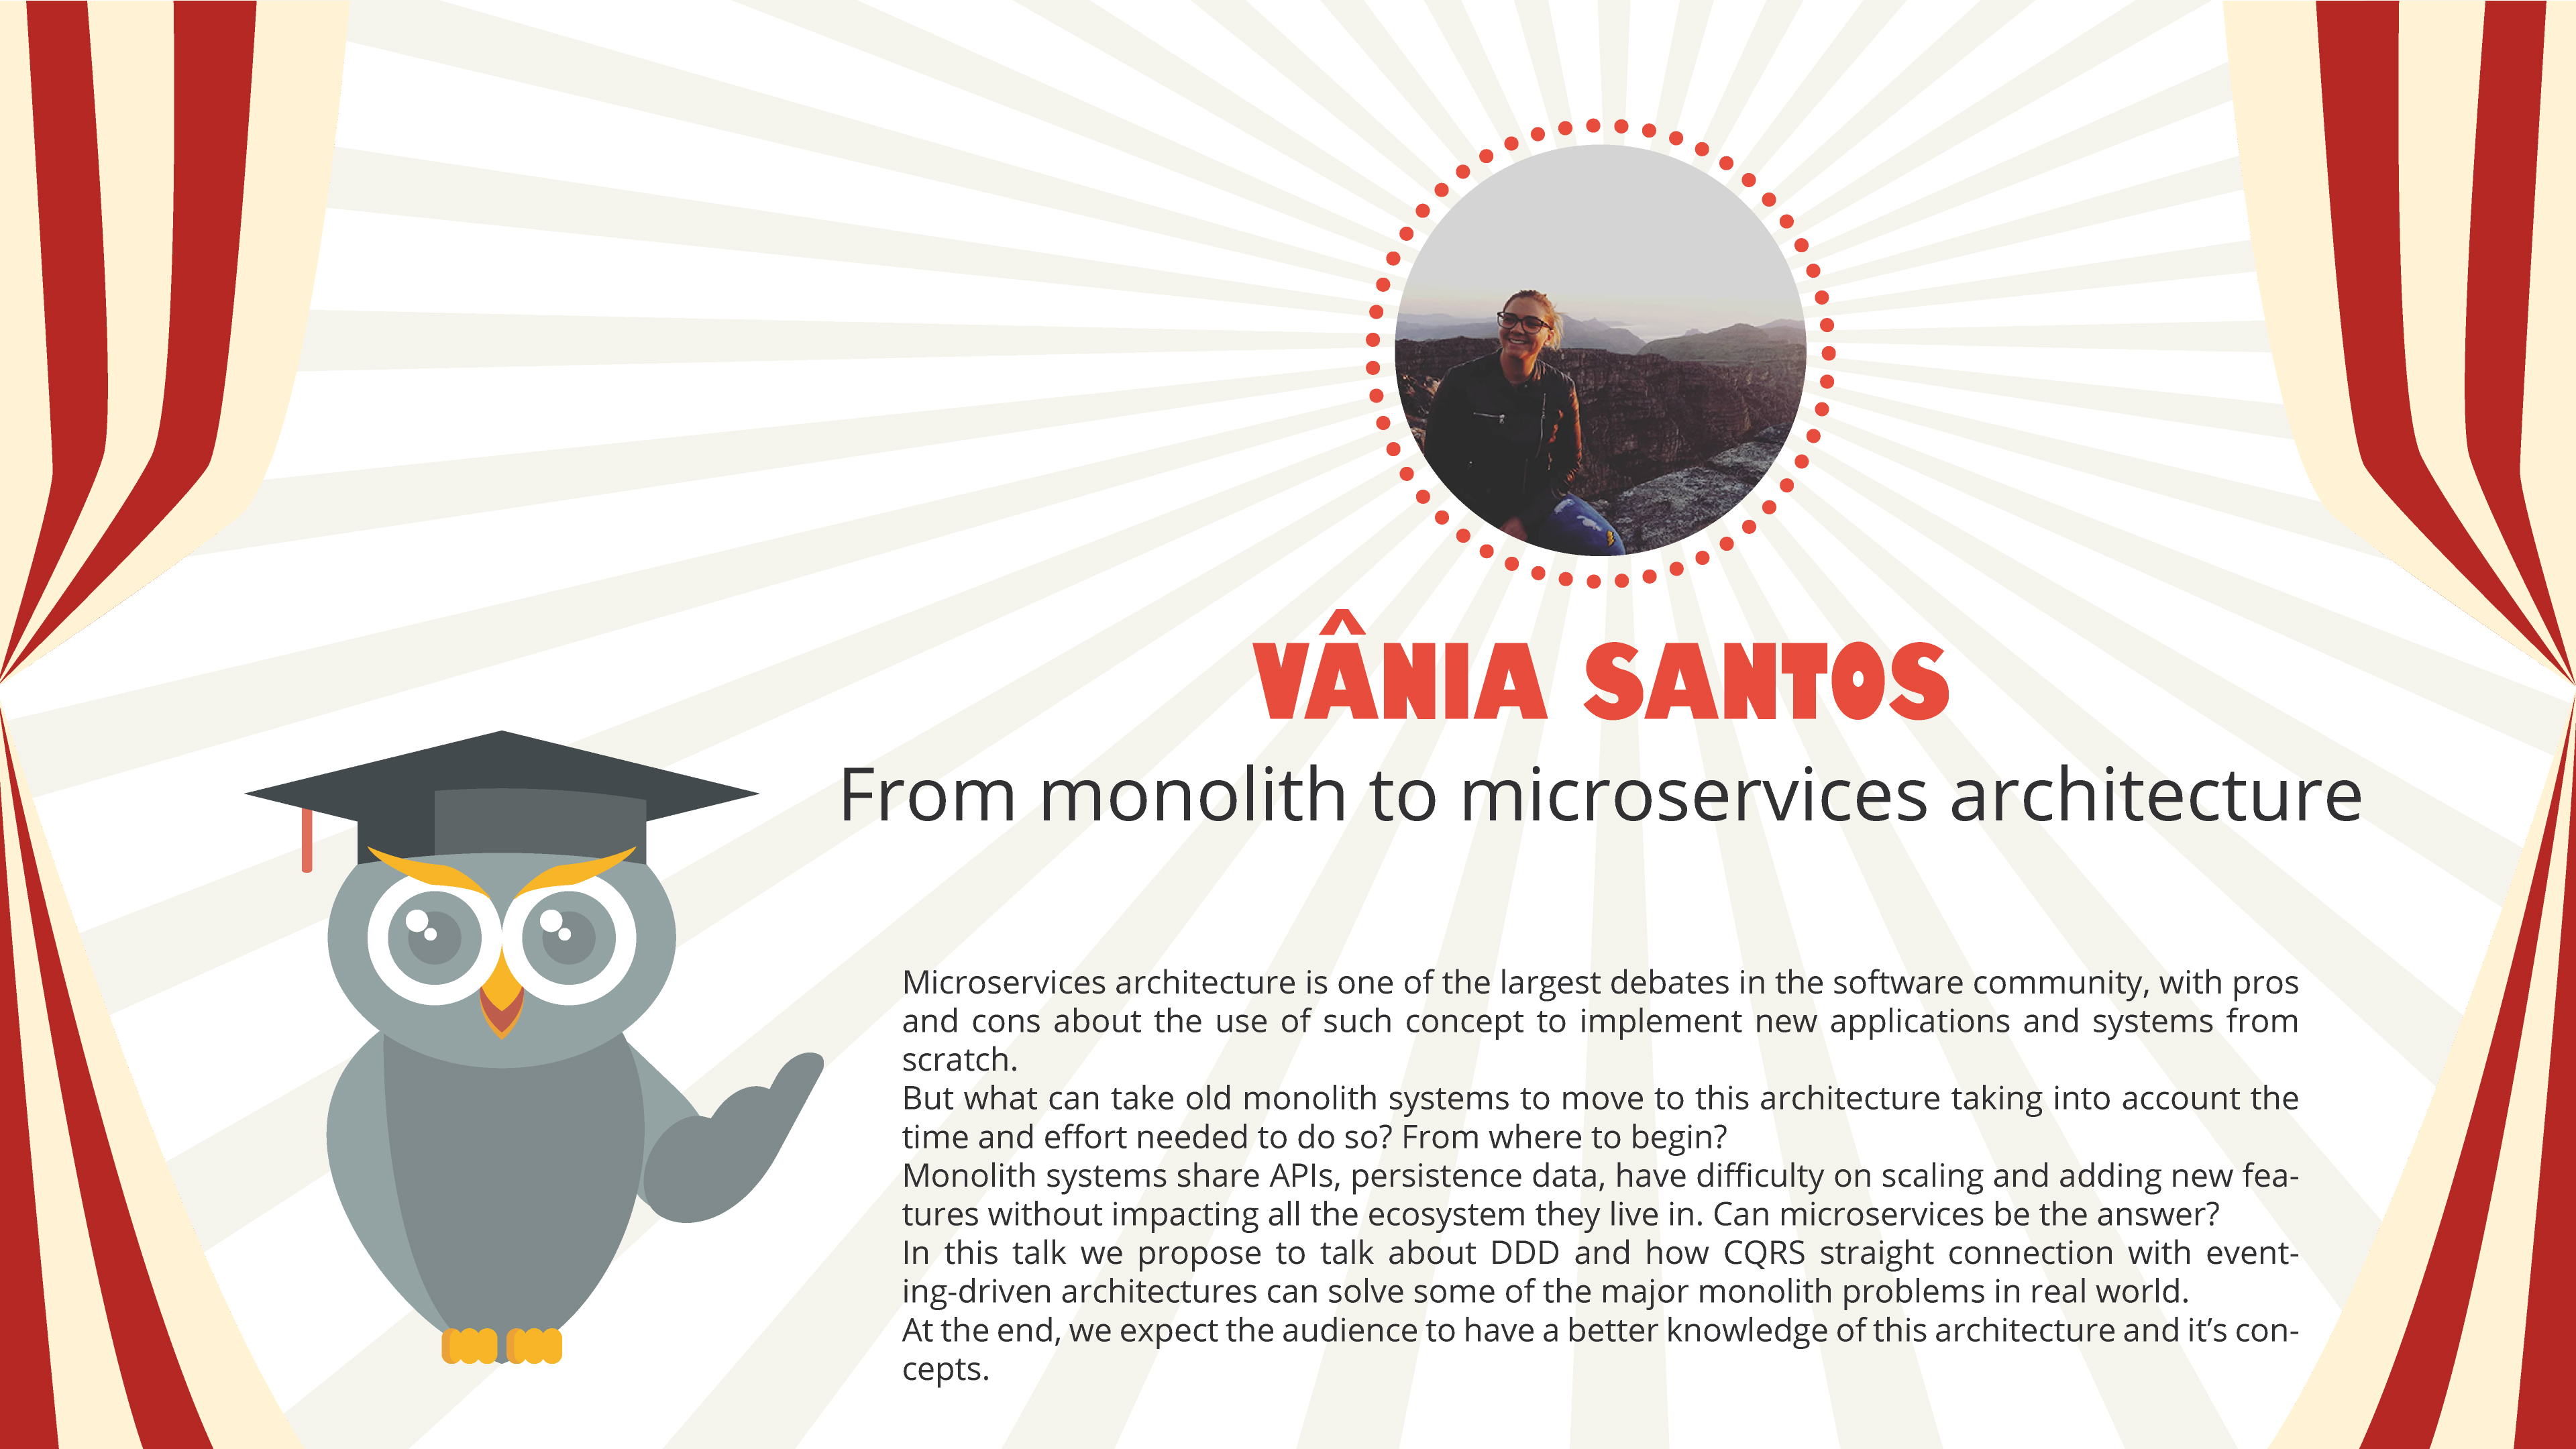 VÂNIA SANTOS
From monolith to microservices architecture
Microservices architecture is one of the largest debates in the software community, with pros
and cons about the use of such concept to implement new applications and systems from
scratch.
But what can take old monolith systems to move to this architecture taking into account the
time and effort needed to do so? From where to begin?
Monolith systems share APIs, persistence data, have difficulty on scaling and adding new fea-
tures without impacting all the ecosystem they live in. Can microservices be the answer?
In this talk we propose to talk about DDD and how CQRS straight connection with event-
ing-driven architectures can solve some of the major monolith problems in real world.
At the end, we expect the audience to have a better knowledge of this architecture and it’s con-
cepts.